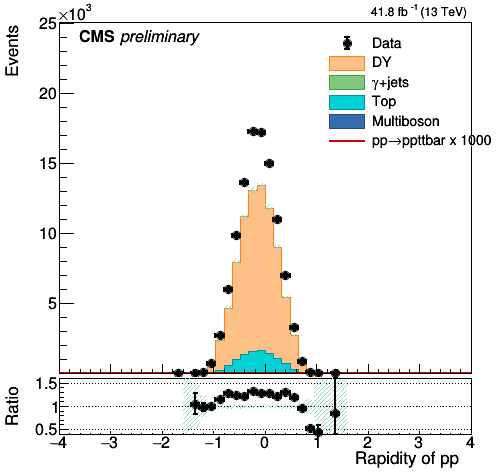 ×10³
41.8 fb⁻¹ (13 TeV)
Events
25
20
15
10
5
CMS preliminary
Data
DY
γ+jets
Top
Multiboson
pp→ppttbar x 1000
Ratio
1.5
1
0.5
−4 −3 −2 −1 0 1 2 3 4
Rapidity of pp